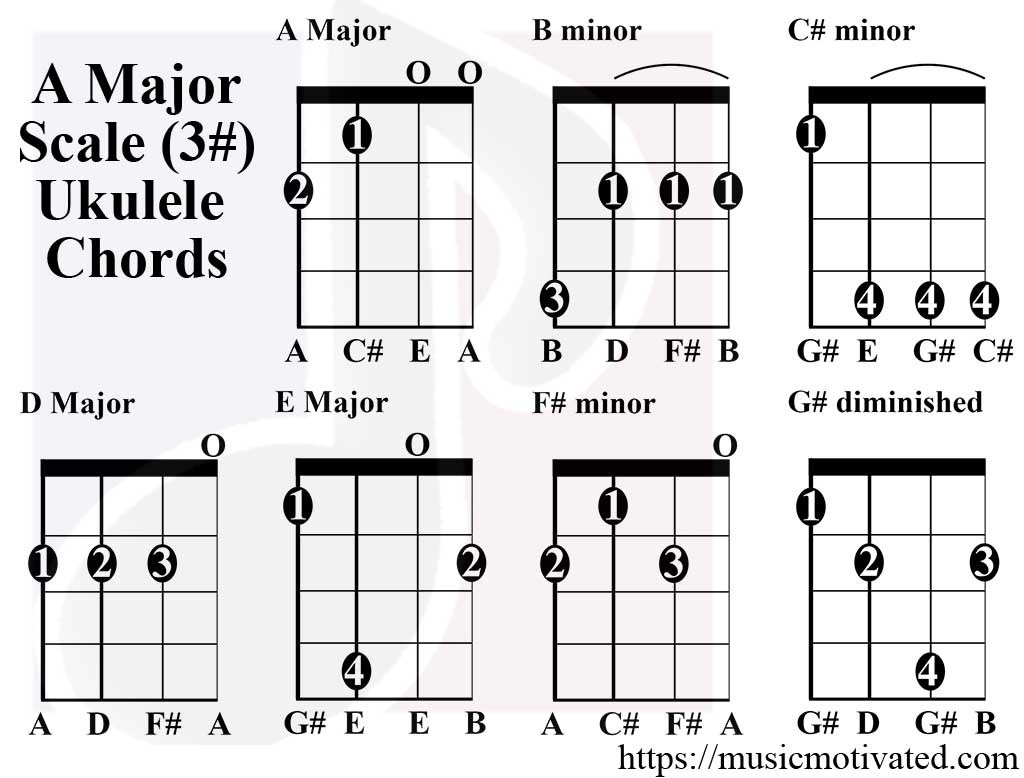 A Major
Scale (3#)
Ukulele
Chords
A Major
O O
1
2
A C# E A
B minor
1 1 1
3
B D F# B
C# minor
1
4 4 4
G# E G# C#
D Major
O
1 2 3
A D F# A
E Major
O
1
2
4
G# E E B
F# minor
O
1
2 3
A C# F# A
G# diminished
1
2 3
4
G# D G# B
https://musicmotivated.com